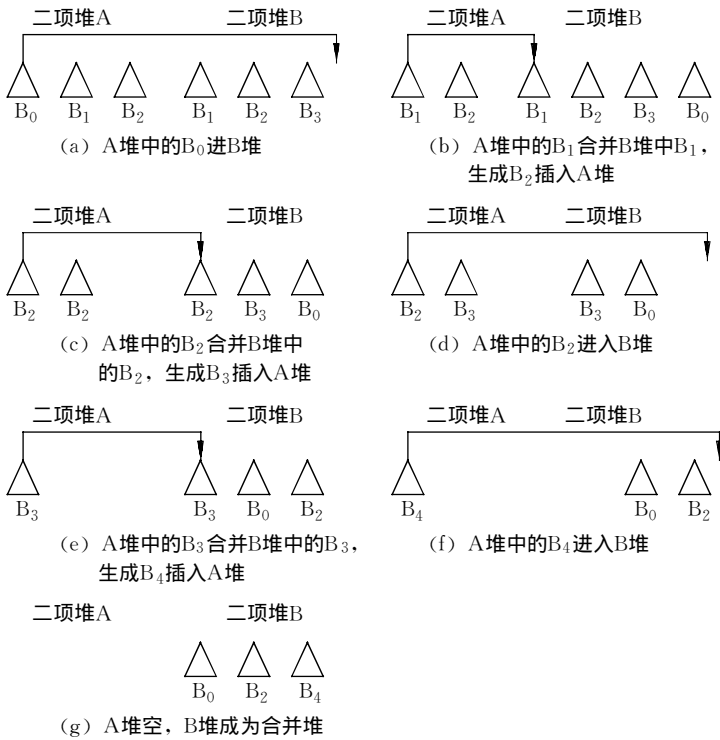 二项堆A 二项堆B
B₀ B₁ B₂ B₁ B₂ B₃
(a) A堆中的B₀进B堆
二项堆A 二项堆B
B₁ B₂ B₁ B₂ B₃ B₀
(b) A堆中的B₁合并B堆中B₁，
生成B₂插入A堆
二项堆A 二项堆B
B₂ B₂ B₂ B₃ B₀
(c) A堆中的B₂合并B堆中
的B₂，生成B₃插入A堆
二项堆A 二项堆B
B₂ B₃ B₃ B₀
(d) A堆中的B₂进入B堆
二项堆A 二项堆B
B₃ B₃ B₀ B₂
(e) A堆中的B₃合并B堆中的B₃，
生成B₄插入A堆
二项堆A 二项堆B
B₄ B₀ B₂
(f) A堆中的B₄进入B堆
二项堆A 二项堆B
B₀ B₂ B₄
(g) A堆空，B堆成为合并堆